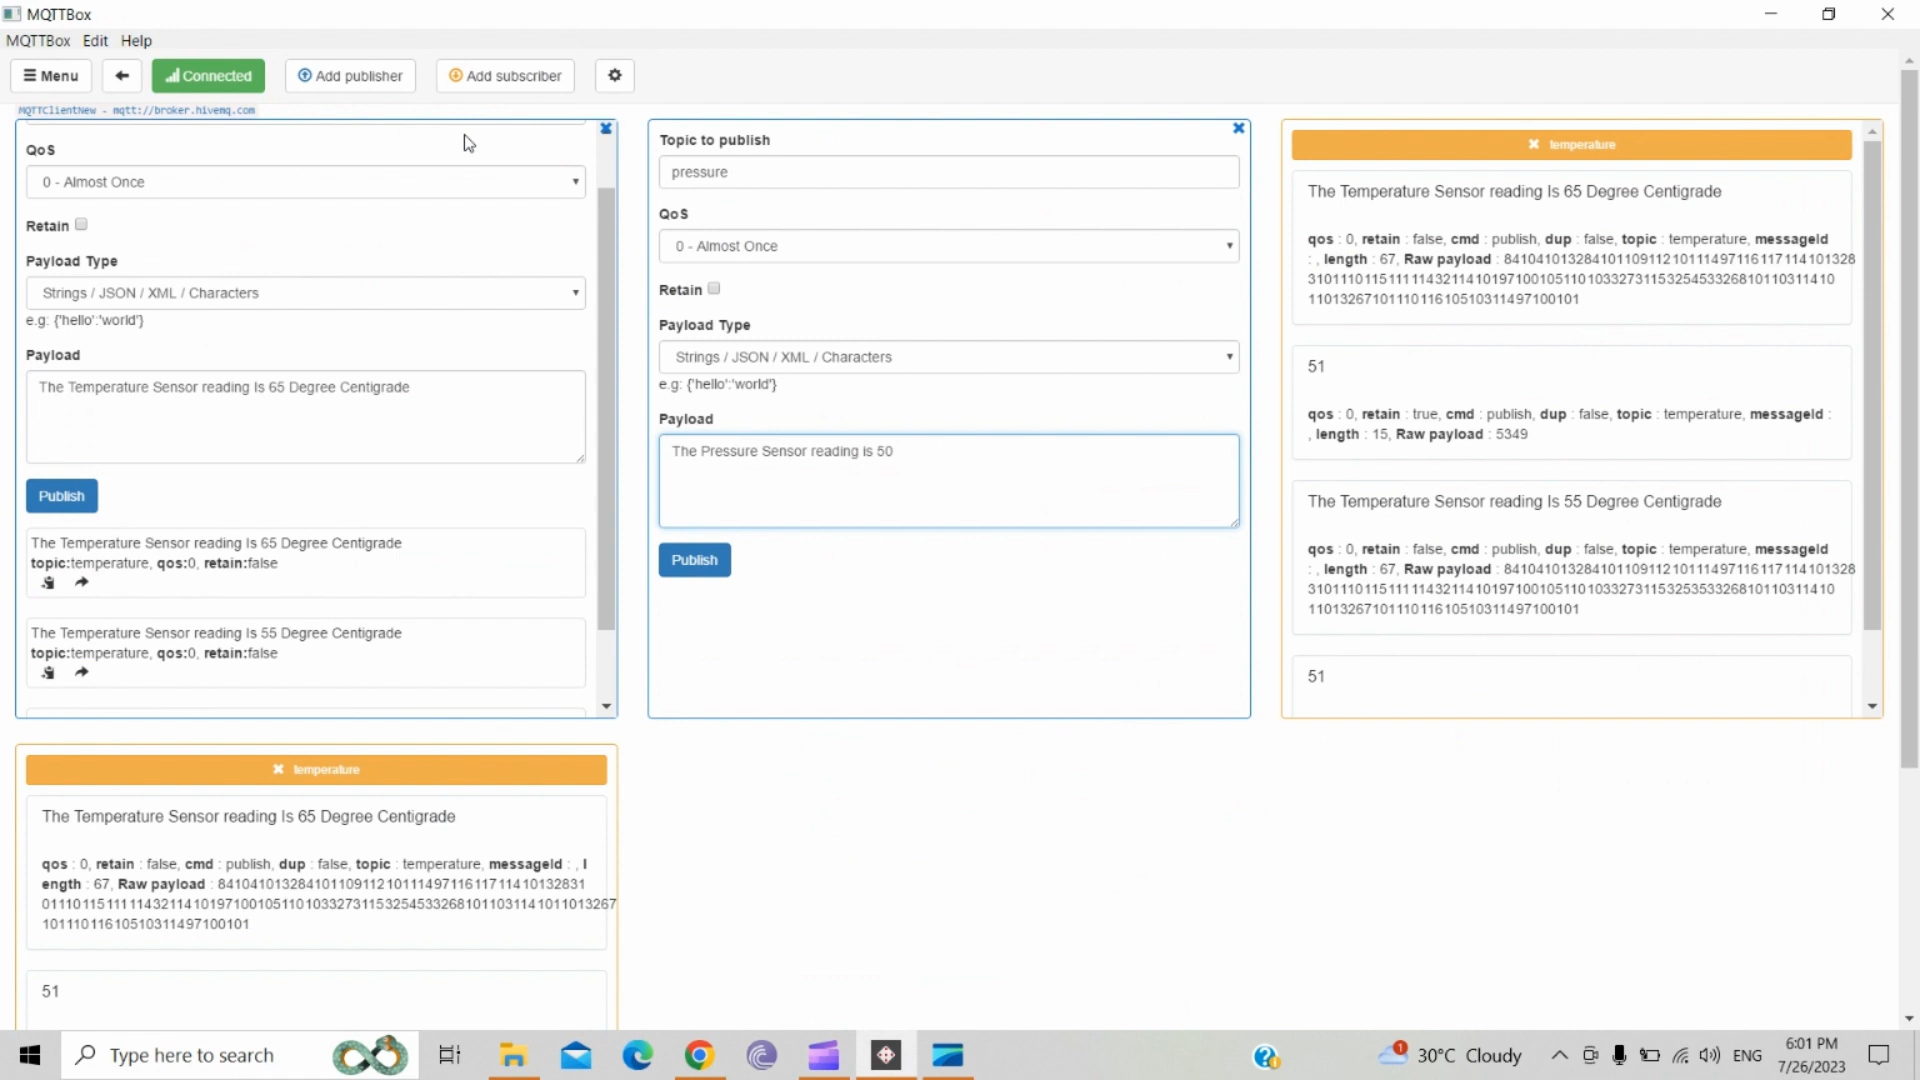 MQTTBox
MQTTBox Edit Help
Menu Connected Add publisher Add subscriber
MQTTClientNew - mqtt://broker.hivemq.com
QoS
0 - Almost Once
Retain
Payload Type
Strings / JSON / XML / Characters
e.g: {'hello':'world'}
Payload
The Temperature Sensor reading Is 65 Degree Centigrade
Publish
The Temperature Sensor reading Is 65 Degree Centigrade
topic:temperature, qos:0, retain:false
The Temperature Sensor reading Is 55 Degree Centigrade
topic:temperature, qos:0, retain:false
Topic to publish
pressure
QoS
0 - Almost Once
Retain
Payload Type
Strings / JSON / XML / Characters
e.g: {'hello':'world'}
Payload
The Pressure Sensor reading is 50
Publish
temperature
The Temperature Sensor reading Is 65 Degree Centigrade
qos : 0, retain : false, cmd : publish, dup : false, topic : temperature, messageId
: , length : 67, Raw payload : 84104101328410110911210111497116117114101328
310111011511111432114101971001051101033273115325453326810110311410
1101326710111011610510311497100101
51
qos : 0, retain : true, cmd : publish, dup : false, topic : temperature, messageId :
, length : 15, Raw payload : 5349
The Temperature Sensor reading Is 55 Degree Centigrade
qos : 0, retain : false, cmd : publish, dup : false, topic : temperature, messageId
: , length : 67, Raw payload : 84104101328410110911210111497116117114101328
310111011511111432114101971001051101033273115325353326810110311410
1101326710111011610510311497100101
51
temperature
The Temperature Sensor reading Is 65 Degree Centigrade
qos : 0, retain : false, cmd : publish, dup : false, topic : temperature, messageId : , l
ength : 67, Raw payload : 8410410132841011091121011149711611711410132831
01110115111114321141019710010511010332731153254533268101103114101101326​7
10111011610510311497100101
51
Type here to search
1
30°C Cloudy
ENG
6:01 PM
7/26/2023